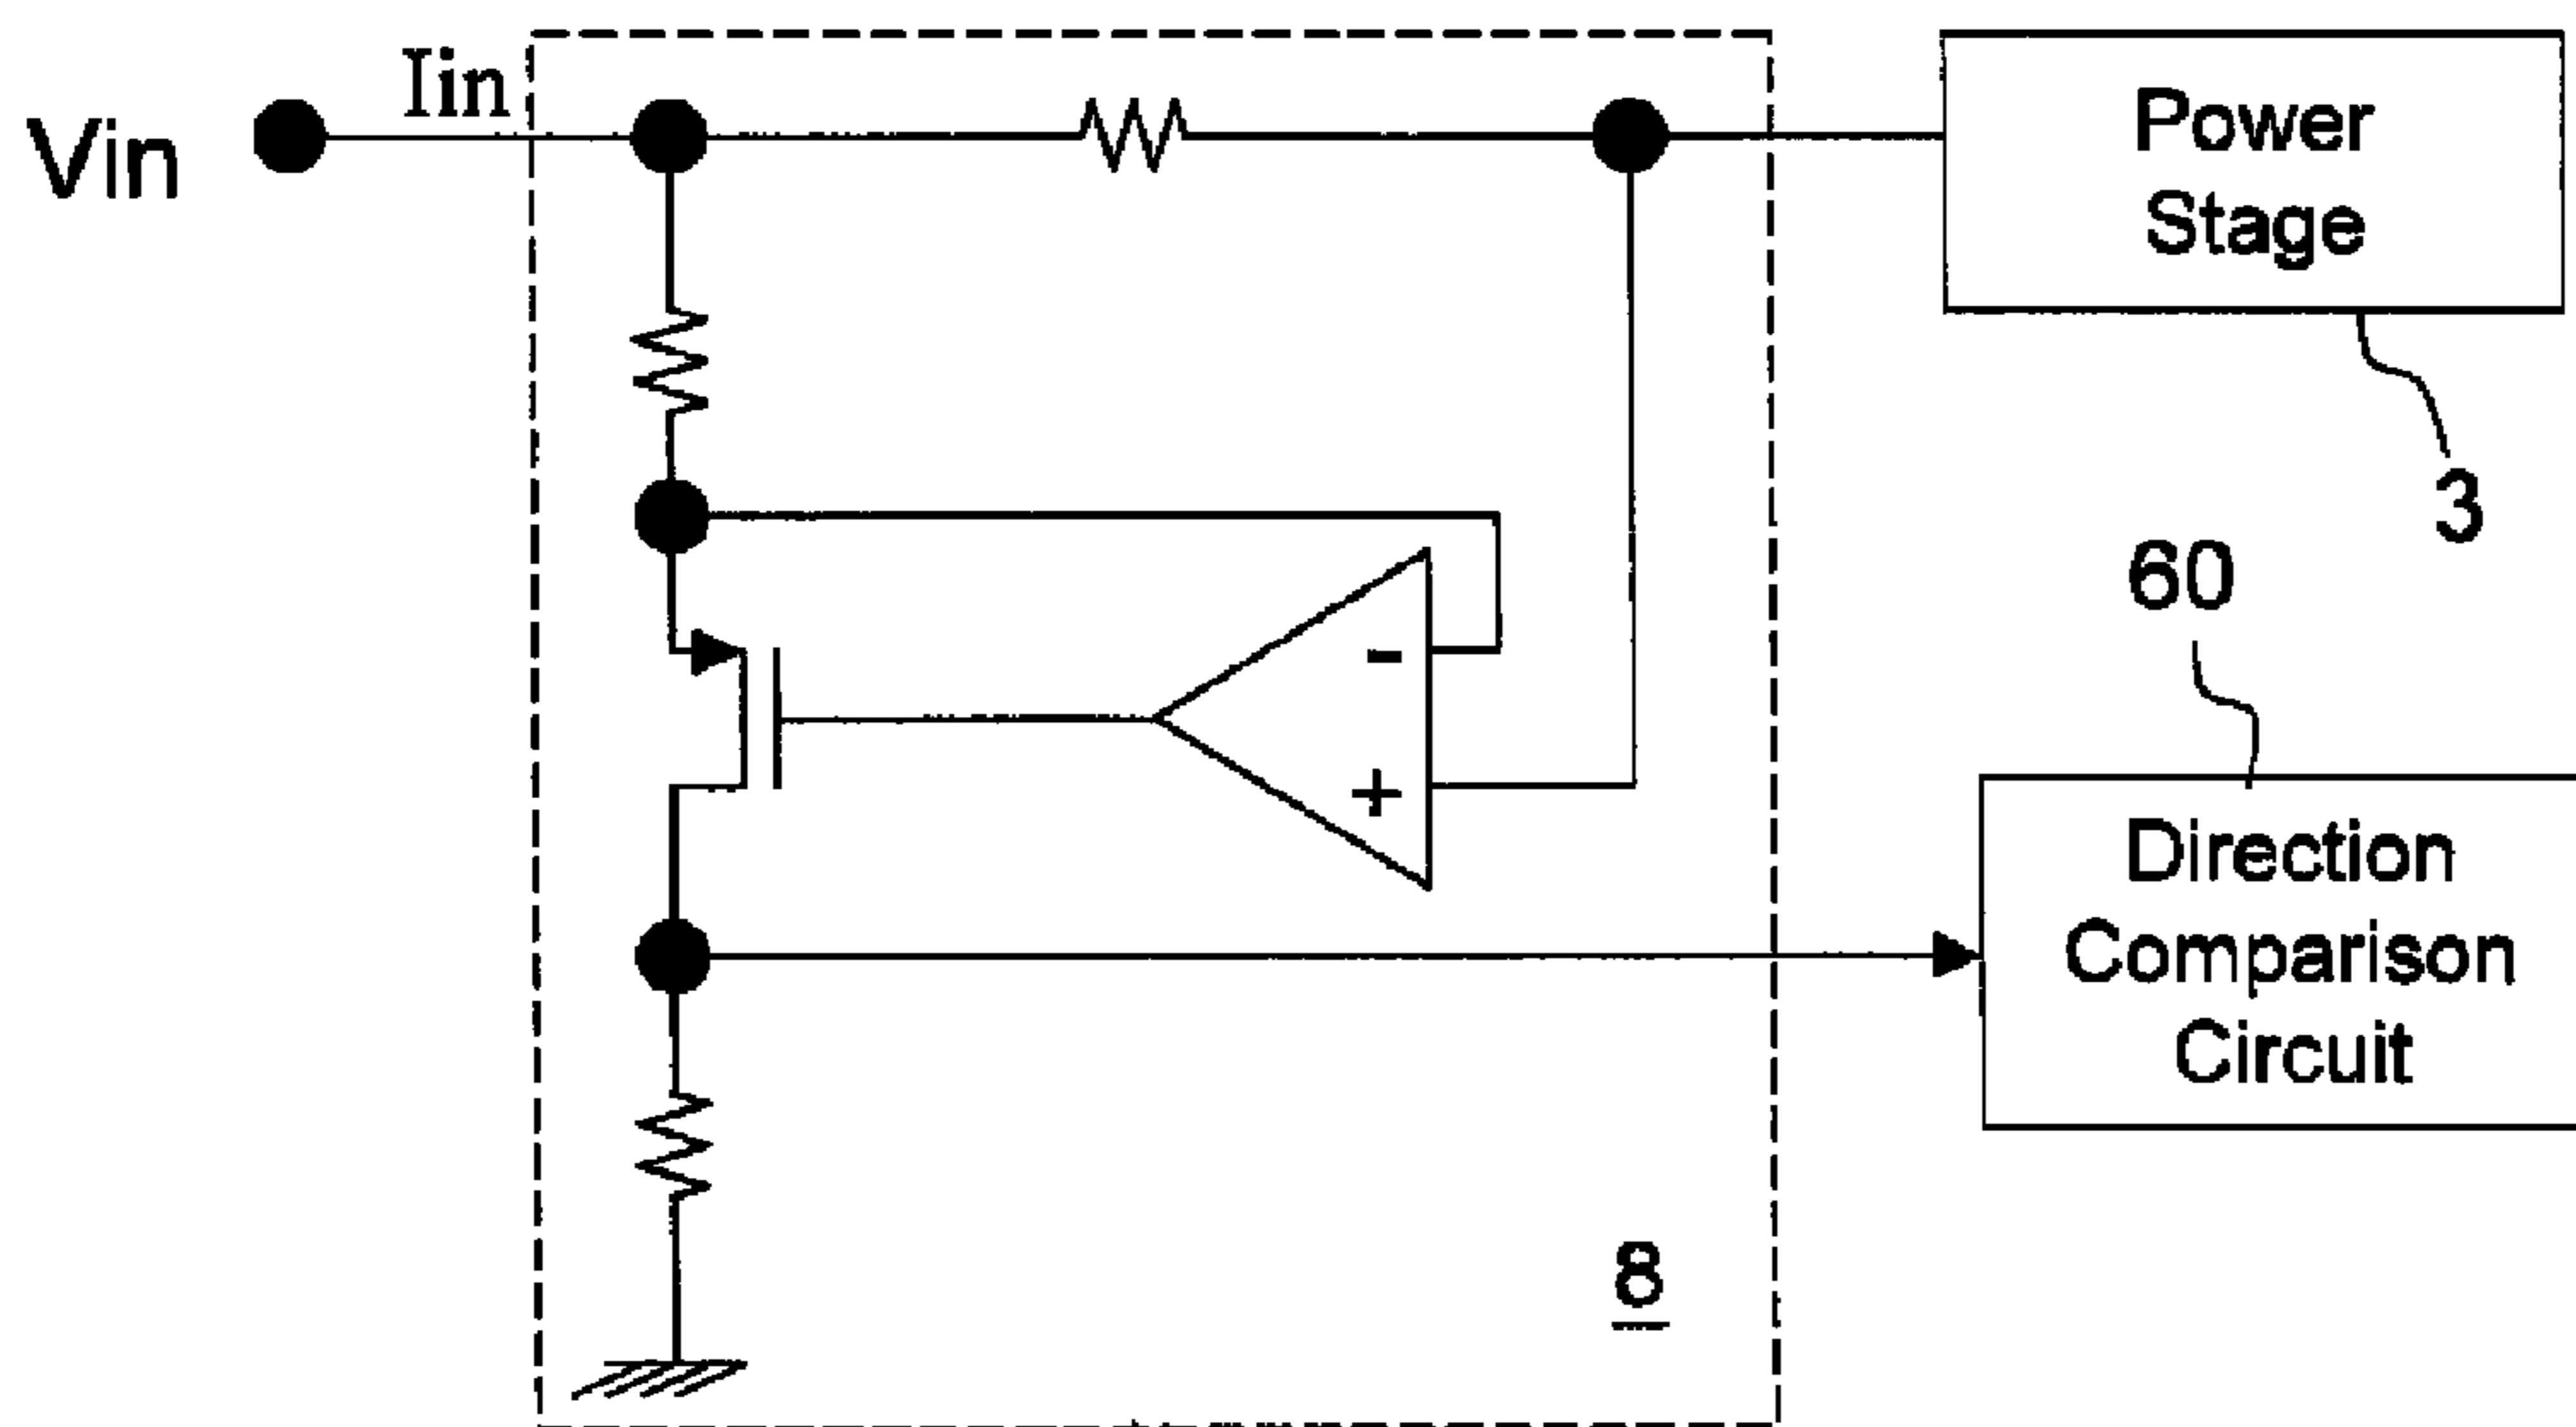 Vin
Iin
Power
Stage
3
-
+
60
Direction
Comparison
Circuit
8